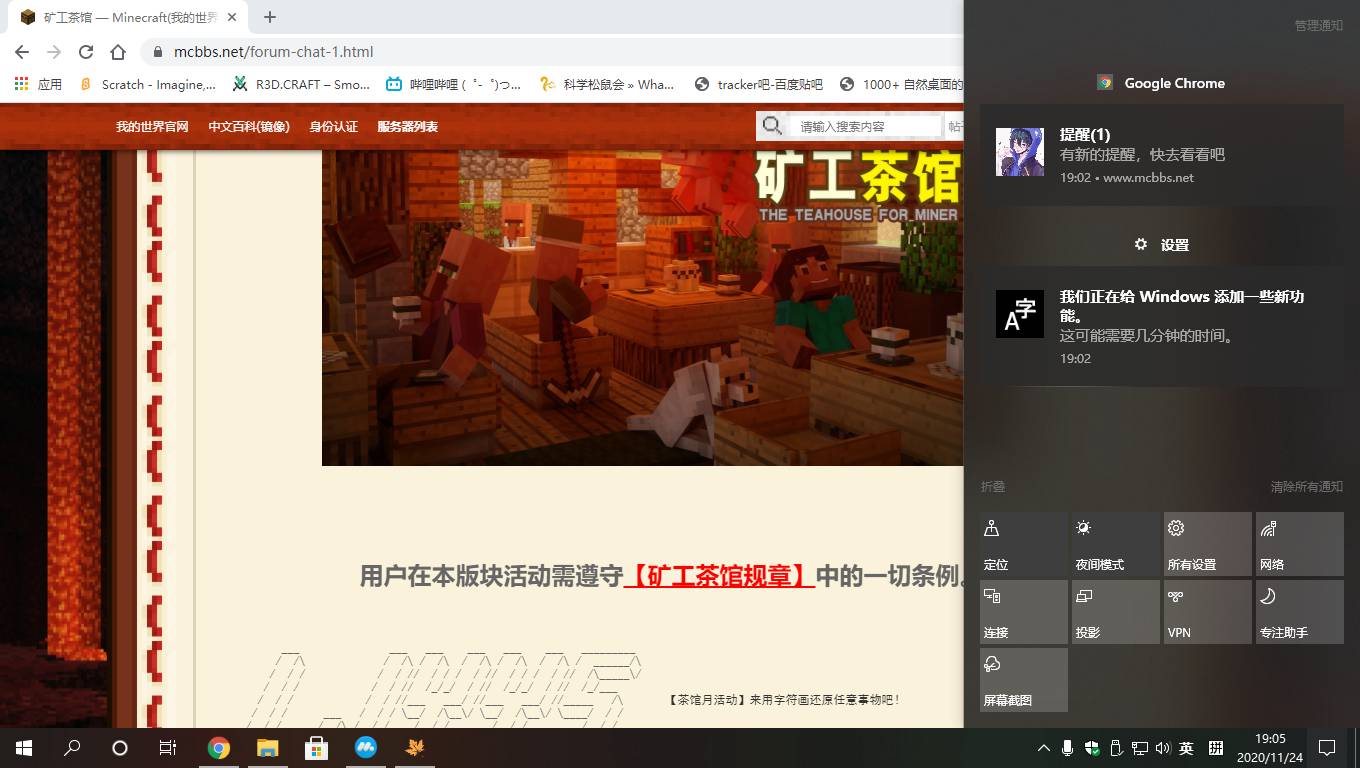 矿工茶馆 — Minecraft(我的世界
mcbbs.net/forum-chat-1.html
应用
Scratch - Imagine,...
R3D.CRAFT – Smo...
哔哩哔哩 (゜-゜)つ...
科学松鼠会 » Wha...
tracker吧-百度贴吧
1000+ 自然桌面的
我的世界官网 中文百科(镜像) 身份认证 服务器列表
请输入搜索内容
帖子
矿工茶馆
THE TEAHOUSE FOR MINER
用户在本版块活动需遵守【矿工茶馆规章】中的一切条例。
【茶馆月活动】来用字符画还原任意事物吧！
管理通知
Google Chrome
提醒(1)
有新的提醒，快去看看吧
19:02 • www.mcbbs.net
设置
字A
我们正在给 Windows 添加一些新功
能。
这可能需要几分钟的时间。
19:02
折叠
清除所有通知
定位
夜间模式
所有设置
网络
连接
投影
VPN
专注助手
屏幕截图
英
拼
19:05
2020/11/24